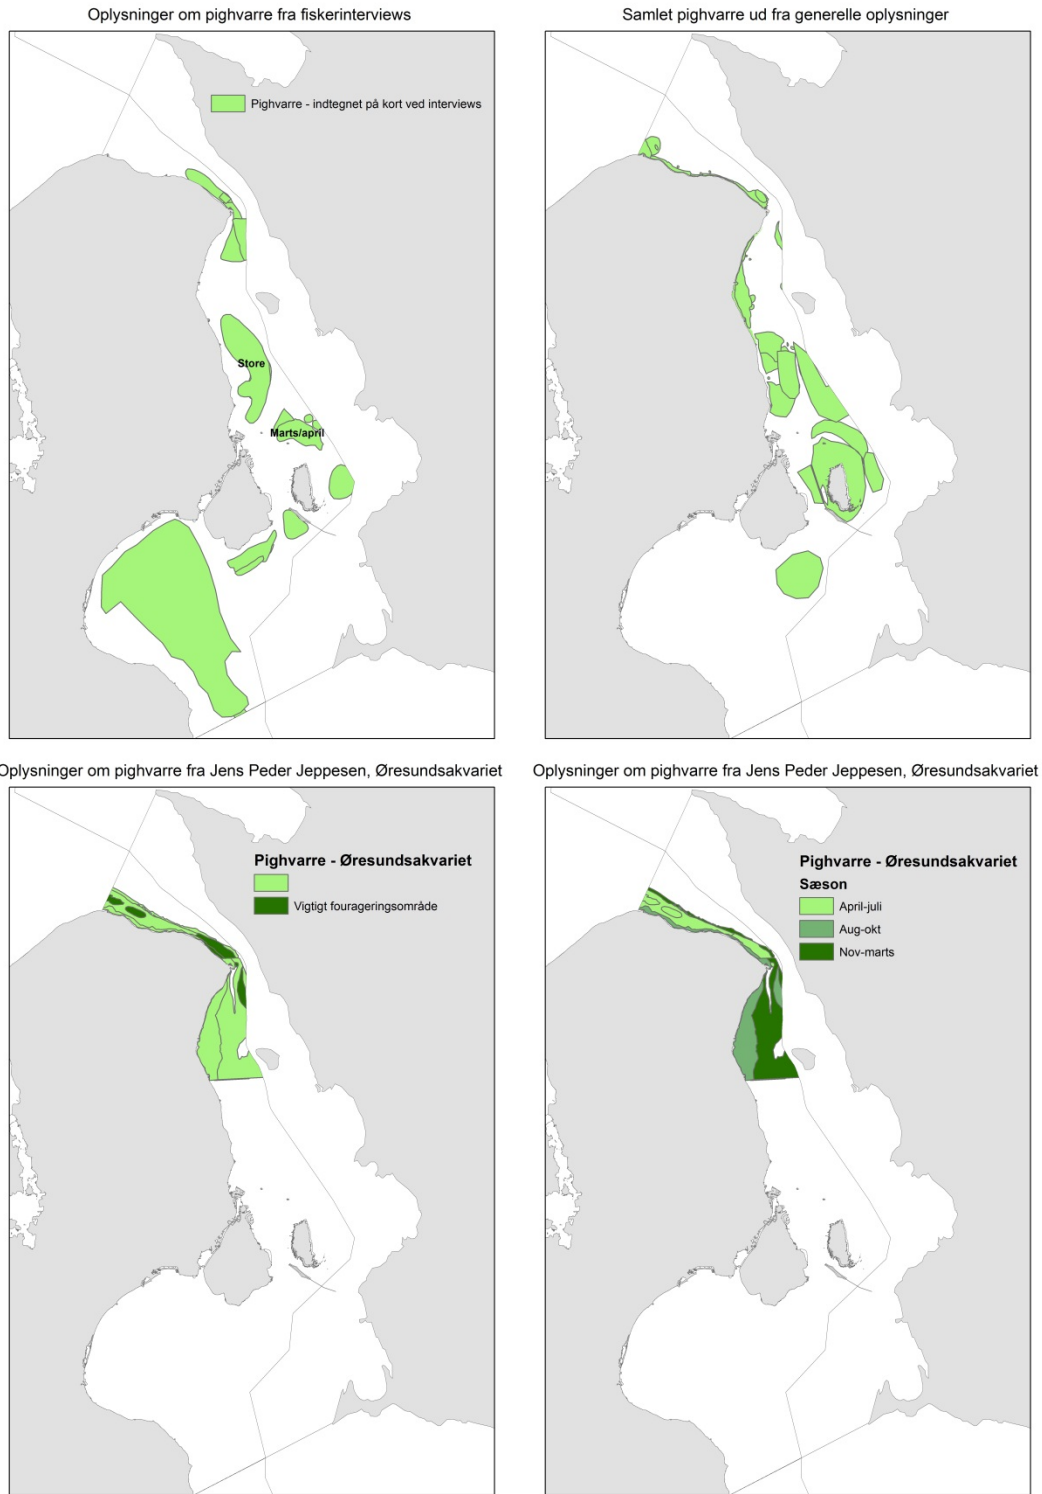 Oplysninger om pighvarre fra fiskerinterviews
Pighvarre - indtegnet på kort ved interviews
Store
Marts/april
Samlet pighvarre ud fra generelle oplysninger
Oplysninger om pighvarre fra Jens Peder Jeppesen, Øresundsakvariet
Pighvarre - Øresundsakvariet
Vigtigt fourageringsområde
Oplysninger om pighvarre fra Jens Peder Jeppesen, Øresundsakvariet
Pighvarre - Øresundsakvariet
Sæson
April-juli
Aug-okt
Nov-marts